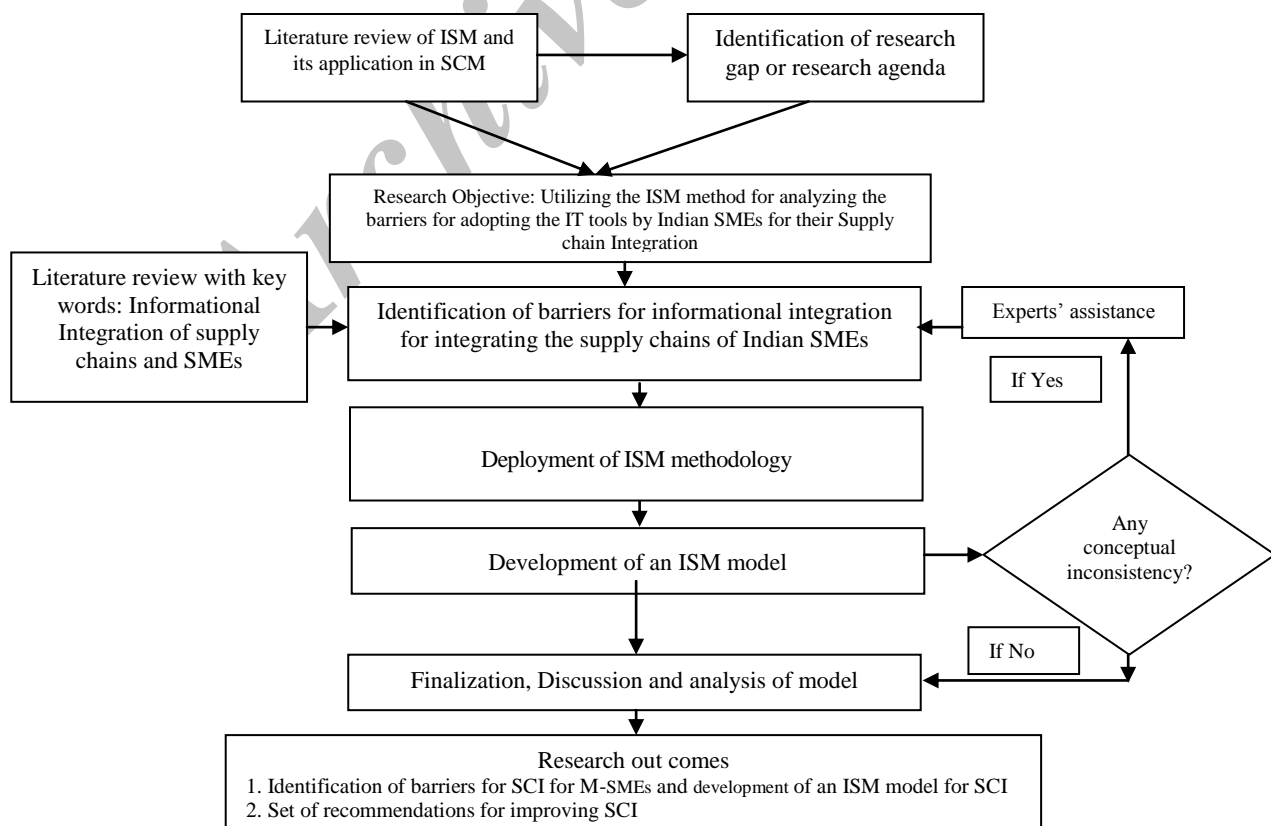 Literature review of ISM and
its application in SCM
Identification of research
gap or research agenda
Research Objective: Utilizing the ISM method for analyzing the
barriers for adopting the IT tools by Indian SMEs for their Supply
chain Integration
Literature review with key
words: Informational
Integration of supply
chains and SMEs
Identification of barriers for informational integration
for integrating the supply chains of Indian SMEs
Experts’ assistance
If Yes
Deployment of ISM methodology
Any
conceptual
inconsistency?
Development of an ISM model
If No
Finalization, Discussion and analysis of model
Research out comes
1. Identification of barriers for SCI for M-SMEs and development of an ISM model for SCI
2. Set of recommendations for improving SCI